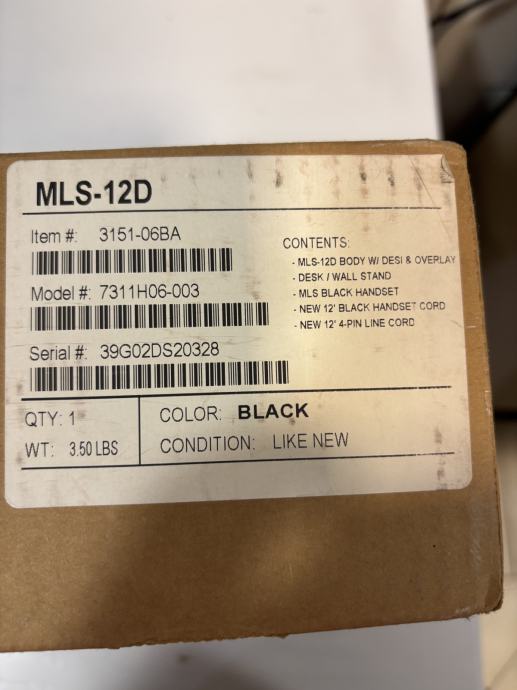 MLS-12D
Item #: 3151-06BA
Model #: 7311H06-003
Serial #: 39G02DS20328
CONTENTS:
- MLS-12D BODY W/ DESI & OVERLAY
- DESK / WALL STAND
- MLS BLACK HANDSET
- NEW 12' BLACK HANDSET CORD
- NEW 12' 4-PIN LINE CORD
QTY: 1
WT: 3.50 LBS
COLOR: BLACK
CONDITION: LIKE NEW